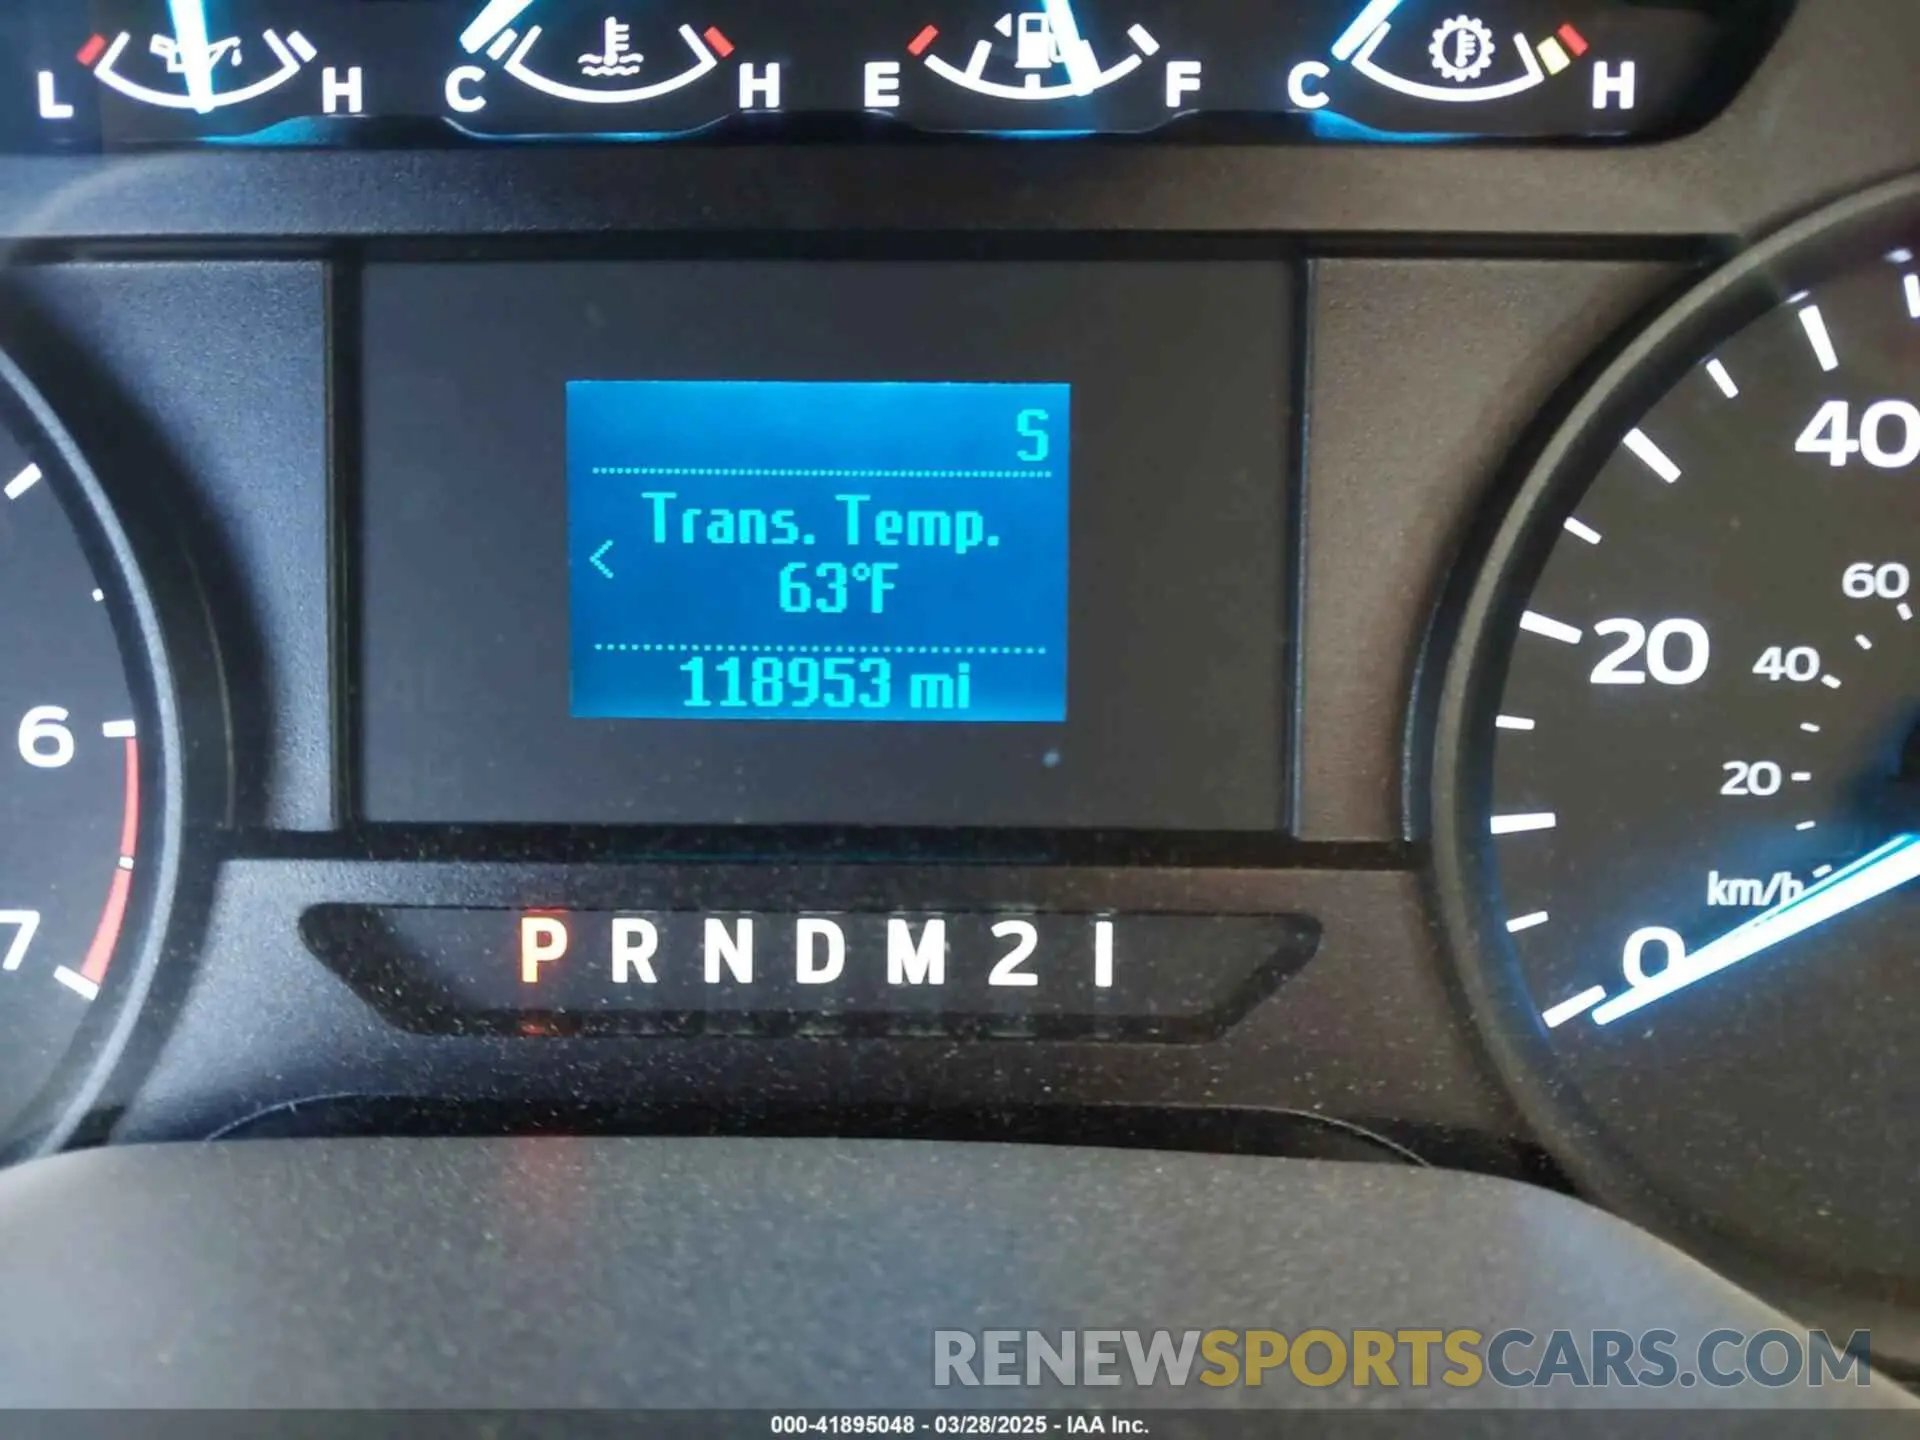 L H C H E F C H
S
Trans. Temp.
< 63°F
118953 mi
P R N D M 2 1
6
7
40
60
20 40
20
km/h
0
RENEWSPORTSCARS.COM
000-41895048 - 03/28/2025 - IAA Inc.